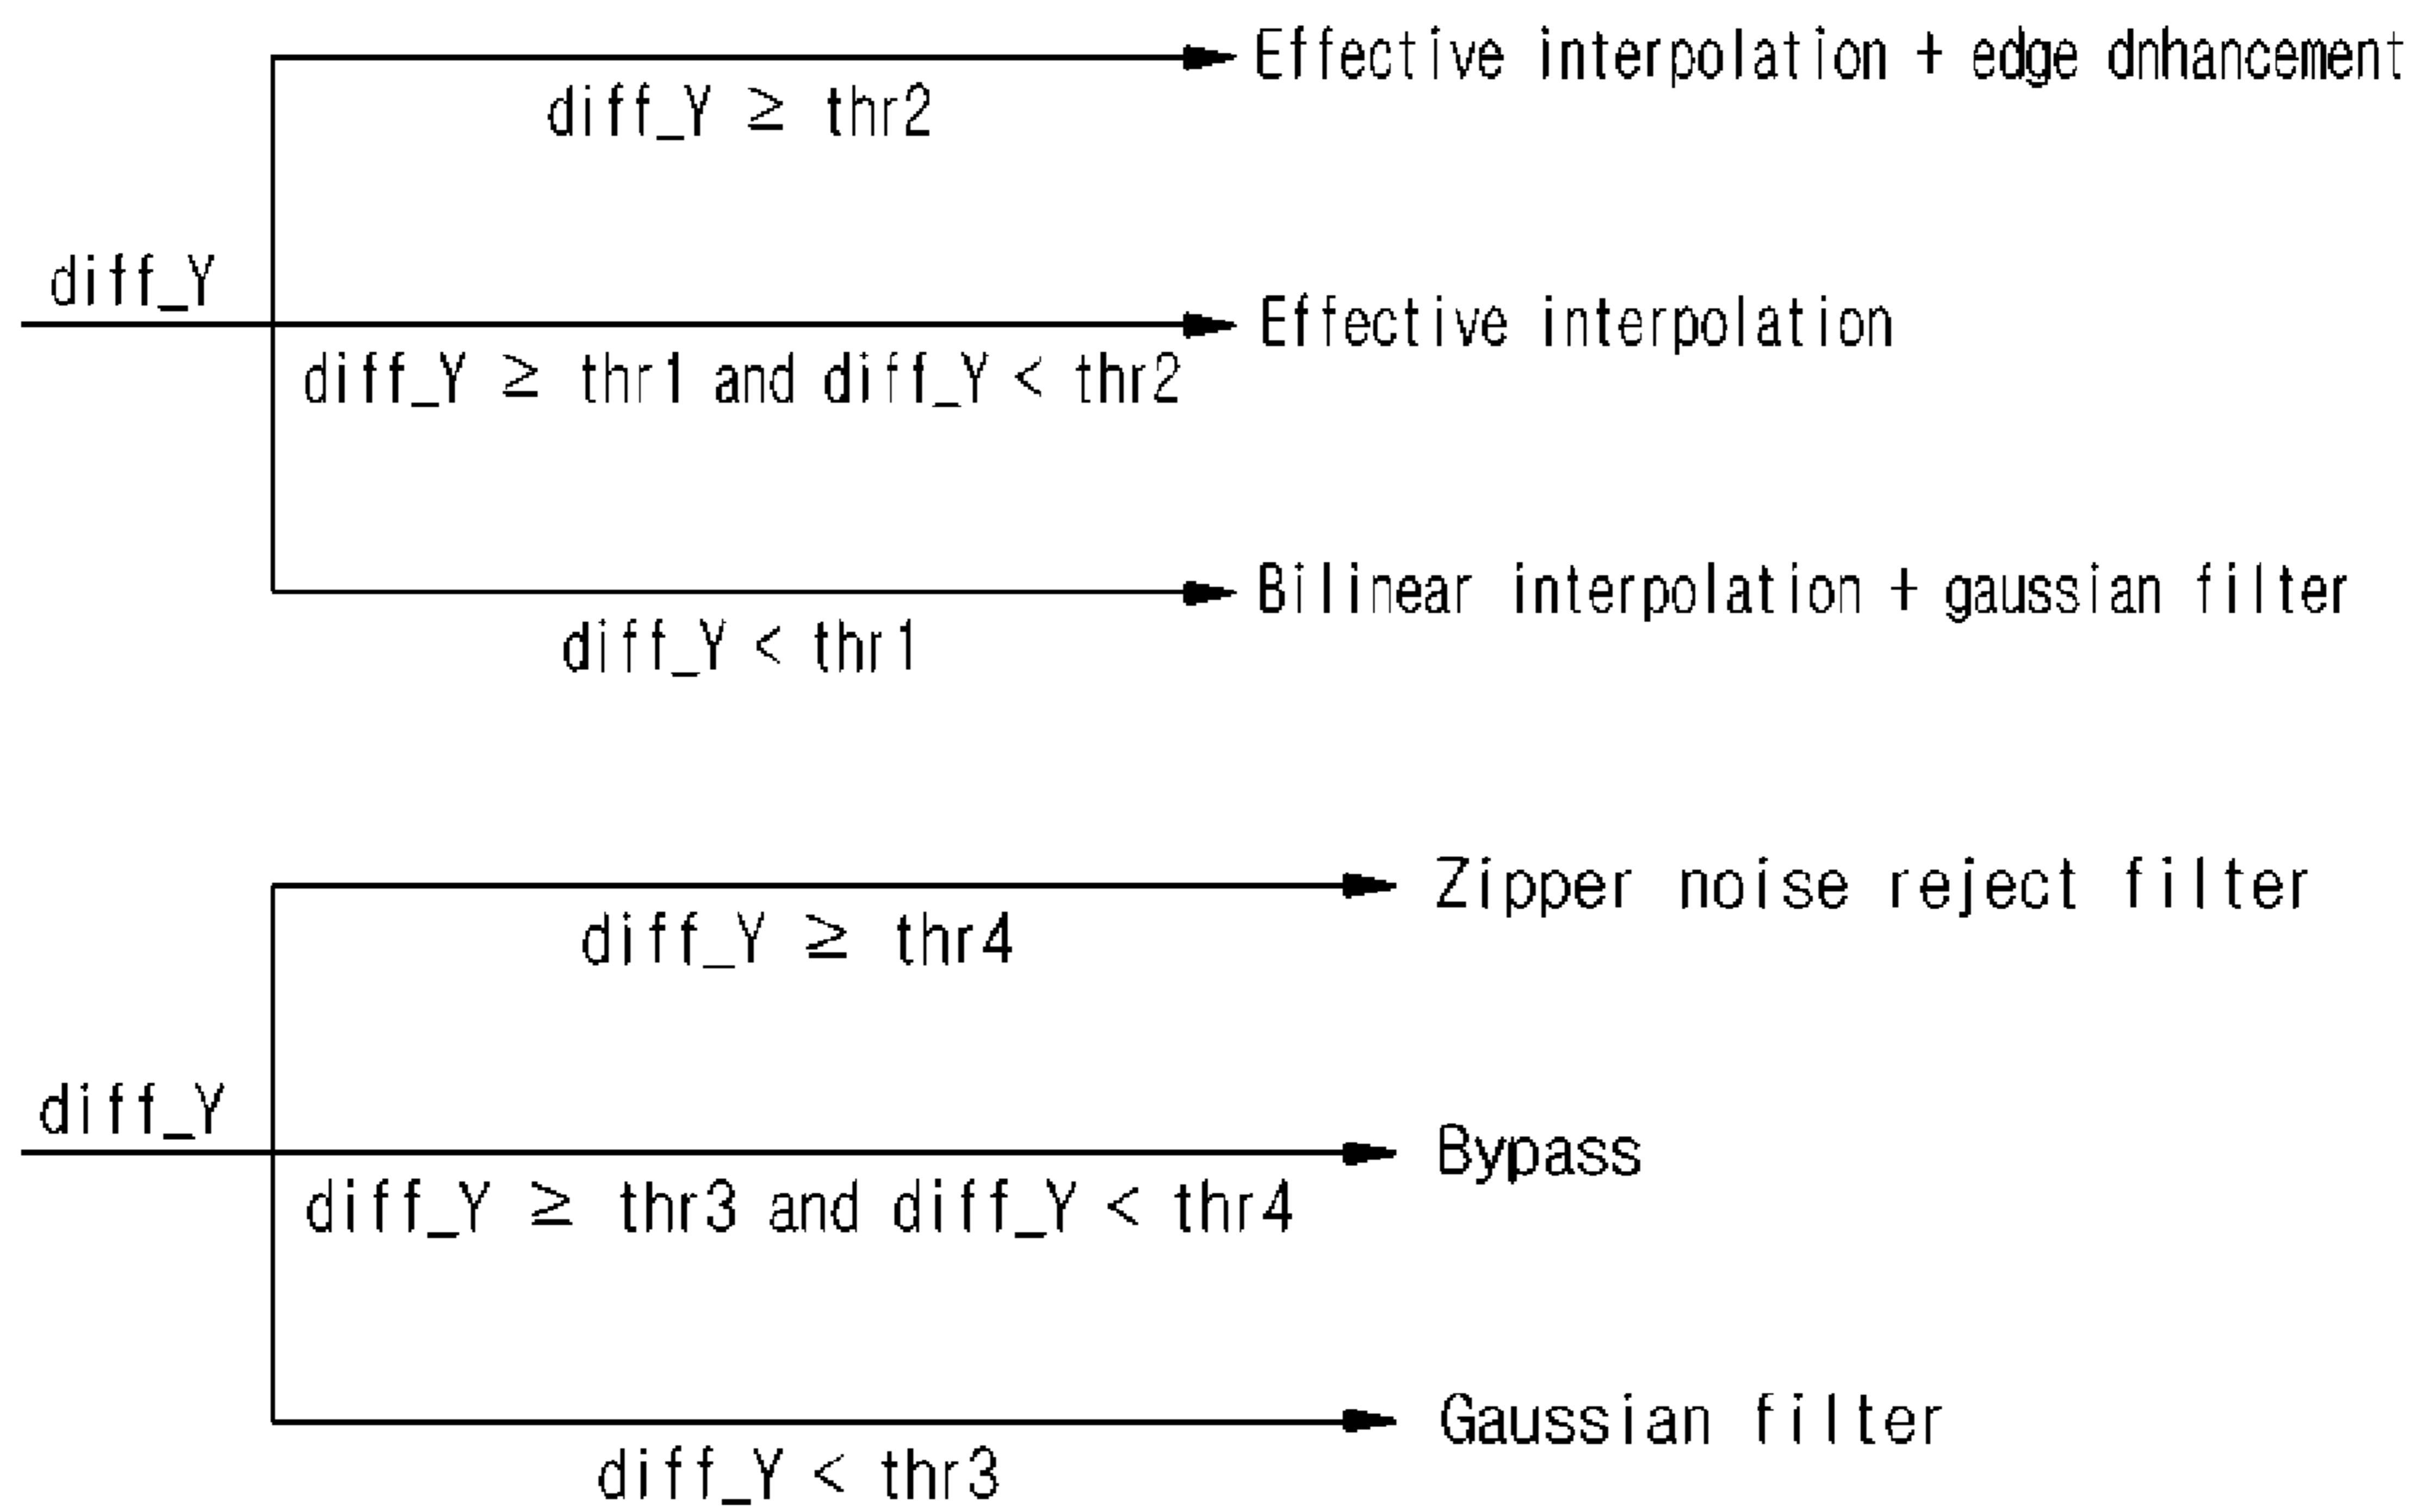 Effective interpolation + edge dnhancement
diff_Y ≥ thr2
diff_Y
Effective interpolation
diff_Y ≥ thr1 and diff_Y < thr2
Bilinear interpolation + gaussian filter
diff_Y < thr1
Zipper noise reject filter
diff_Y ≥ thr4
diff_Y
Bypass
diff_Y ≥ thr3 and diff_Y < thr4
Gaussian filter
diff_Y < thr3